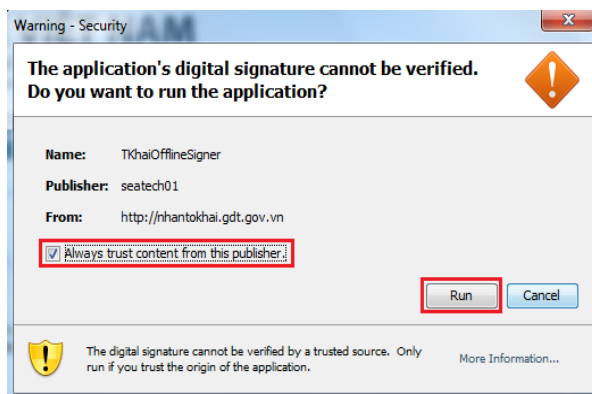 Warning - Security
The application's digital signature cannot be verified.
Do you want to run the application?
Name: TKhaiOfflineSigner
Publisher: seatech01
From: http://nhantokhai.gdt.gov.vn
Always trust content from this publisher.
Run Cancel
The digital signature cannot be verified by a trusted source. Only
run if you trust the origin of the application.
More Information...